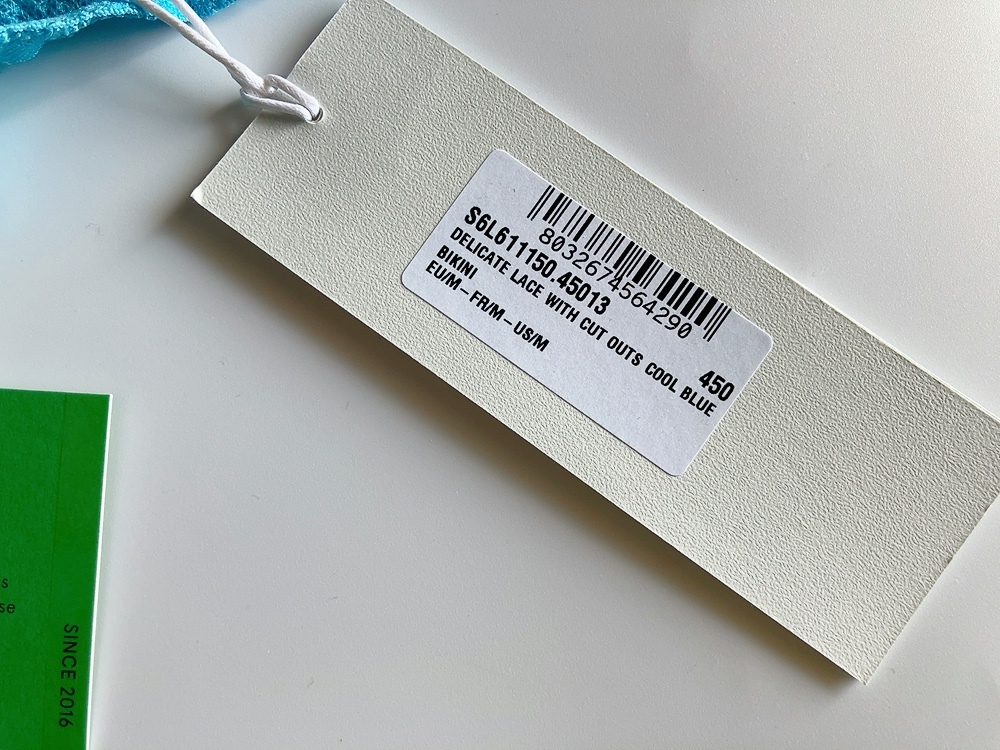 8032674564290
S6L611150.45013 450
DELICATE LACE WITH CUT OUTS COOL BLUE
BIKINI
EU/M – FR/M – US/M
s
se
SINCE 2016